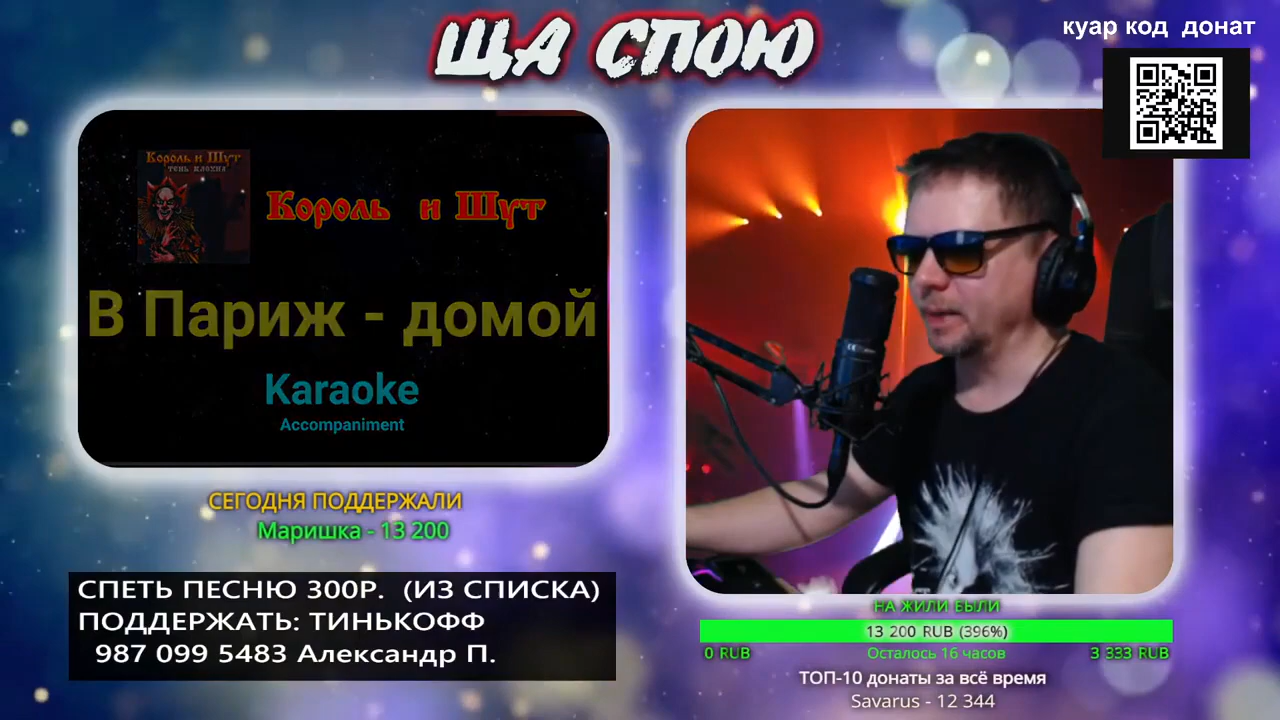 ЩА СПОЮ
куар код донат
Король и Шут
тень клоуна
Король и Шут
В Париж - домой
Karaoke
Accompaniment
СЕГОДНЯ ПОДДЕРЖАЛИ
Маришка - 13 200
СПЕТЬ ПЕСНЮ 300Р. (ИЗ СПИСКА)
ПОДДЕРЖАТЬ: ТИНЬКОФФ
987 099 5483 Александр П.
НА ЖИЛИ БЫЛИ
13 200 RUB (396%)
0 RUB
Осталось 16 часов
3 333 RUB
ТОП-10 донаты за всё время
Savarus - 12 344